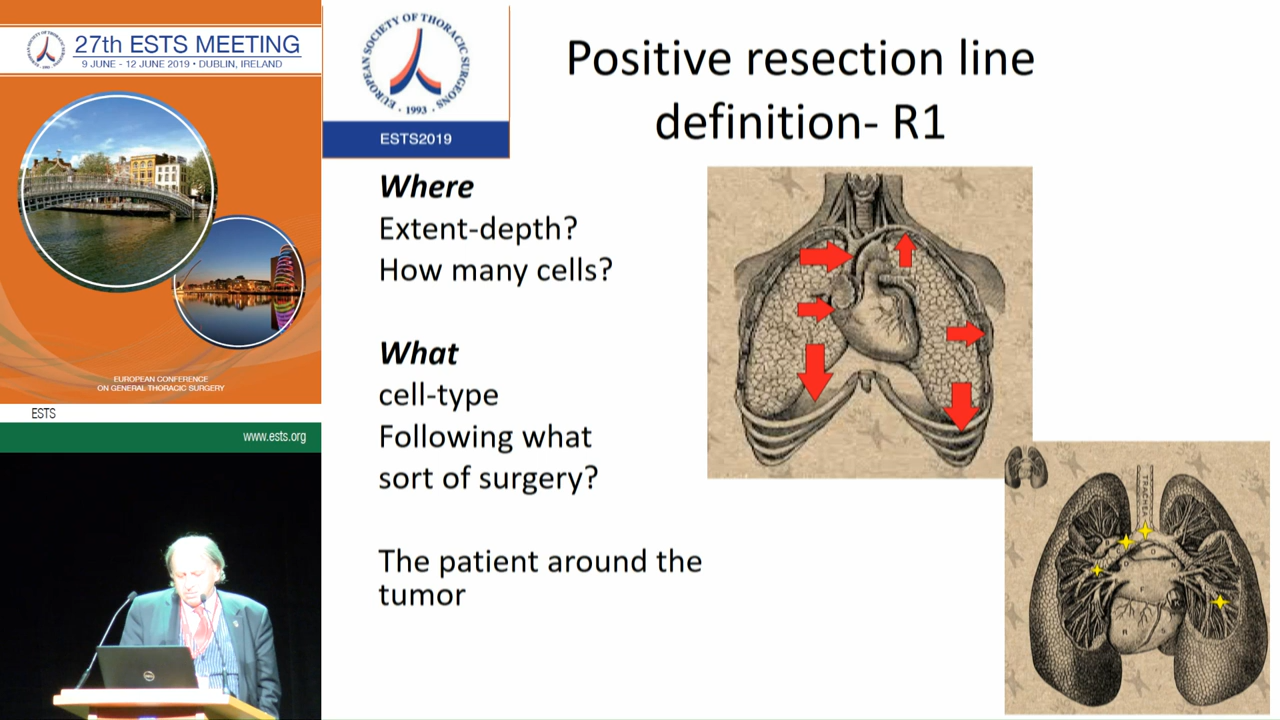 27th ESTS MEETING
9 JUNE - 12 JUNE 2019 • DUBLIN, IRELAND
EUROPEAN CONFERENCE
ON GENERAL THORACIC SURGERY
ESTS
www.ests.org
EUROPEAN SOCIETY OF THORACIC SURGEONS
· 1993 ·
ESTS2019
Positive resection line
definition- R1
Where
Extent-depth?
How many cells?
What
cell-type
Following what
sort of surgery?
The patient around the
tumor
TRACHEA